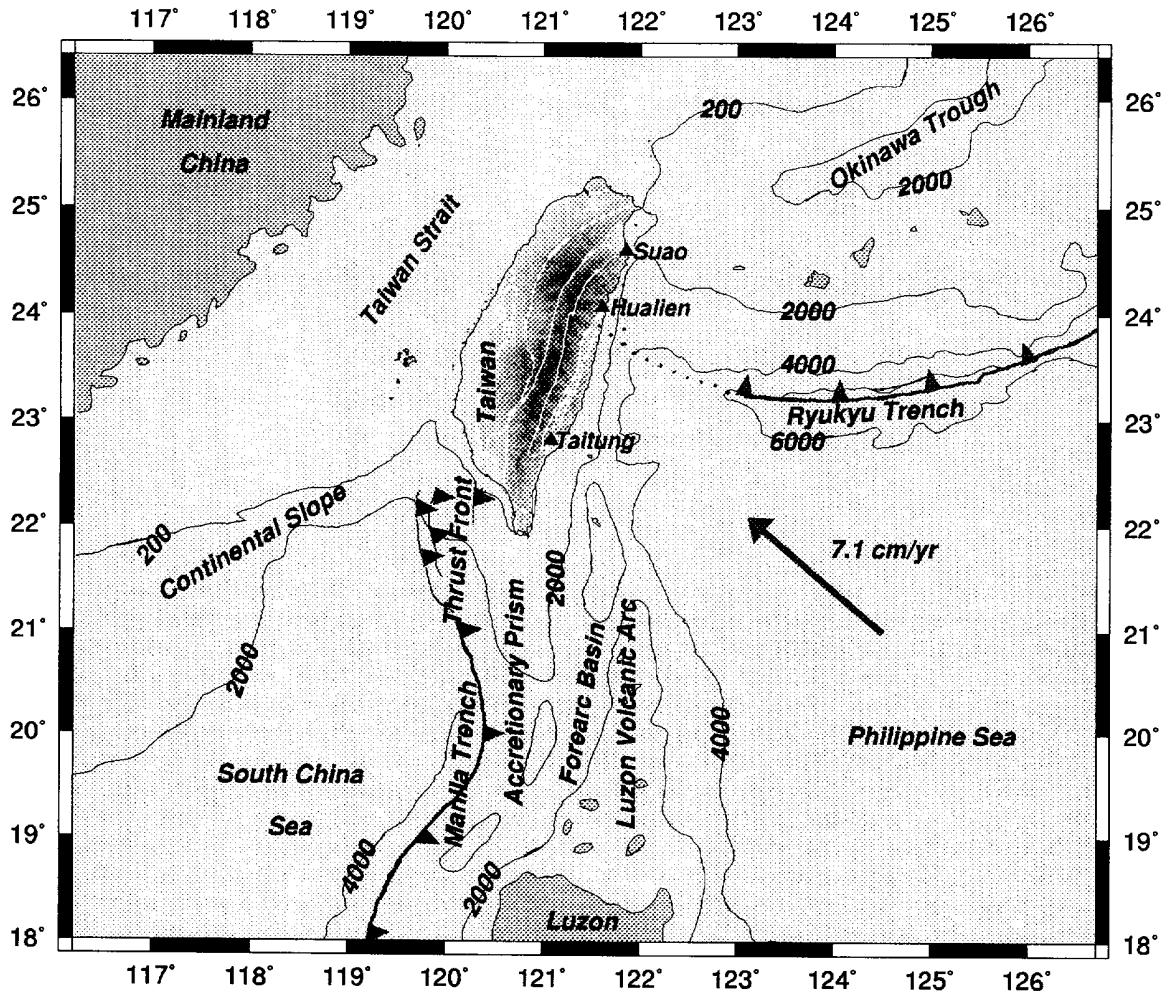 117° 118° 119° 120° 121° 122° 123° 124° 125° 126°
26° 26°
25° 25°
24° 24°
23° 23°
22° 22°
21° 21°
20° 20°
19° 19°
18° 18°
Mainland
China
Taiwan Strait
200
Okinawa Trough
2000
Suao
Hualien
2000
Taiwan
4000
Ryukyu Trench
6000
Taitung
200
Continental Slope
Thrust Front
7.1 cm/yr
2000
2000
Accretionary Prism
Forearc Basin
Luzon Volcanic Arc
Manila Trench
4000
Philippine Sea
South China
Sea
4000
2000
Luzon
117° 118° 119° 120° 121° 122° 123° 124° 125° 126°